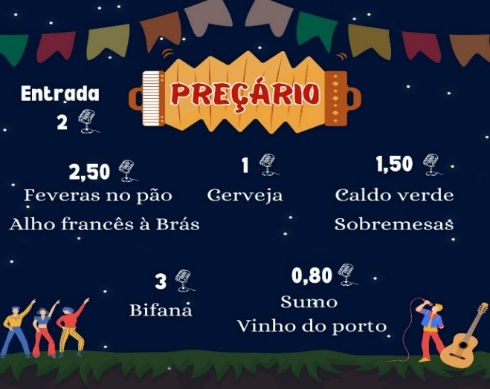 PREÇÁRIO
Entrada
2
2,50
Feveras no pão
Alho francês à Brás
1
Cerveja
1,50
Caldo verde
Sobremesas
3
Bifana
0,80
Sumo
Vinho do porto